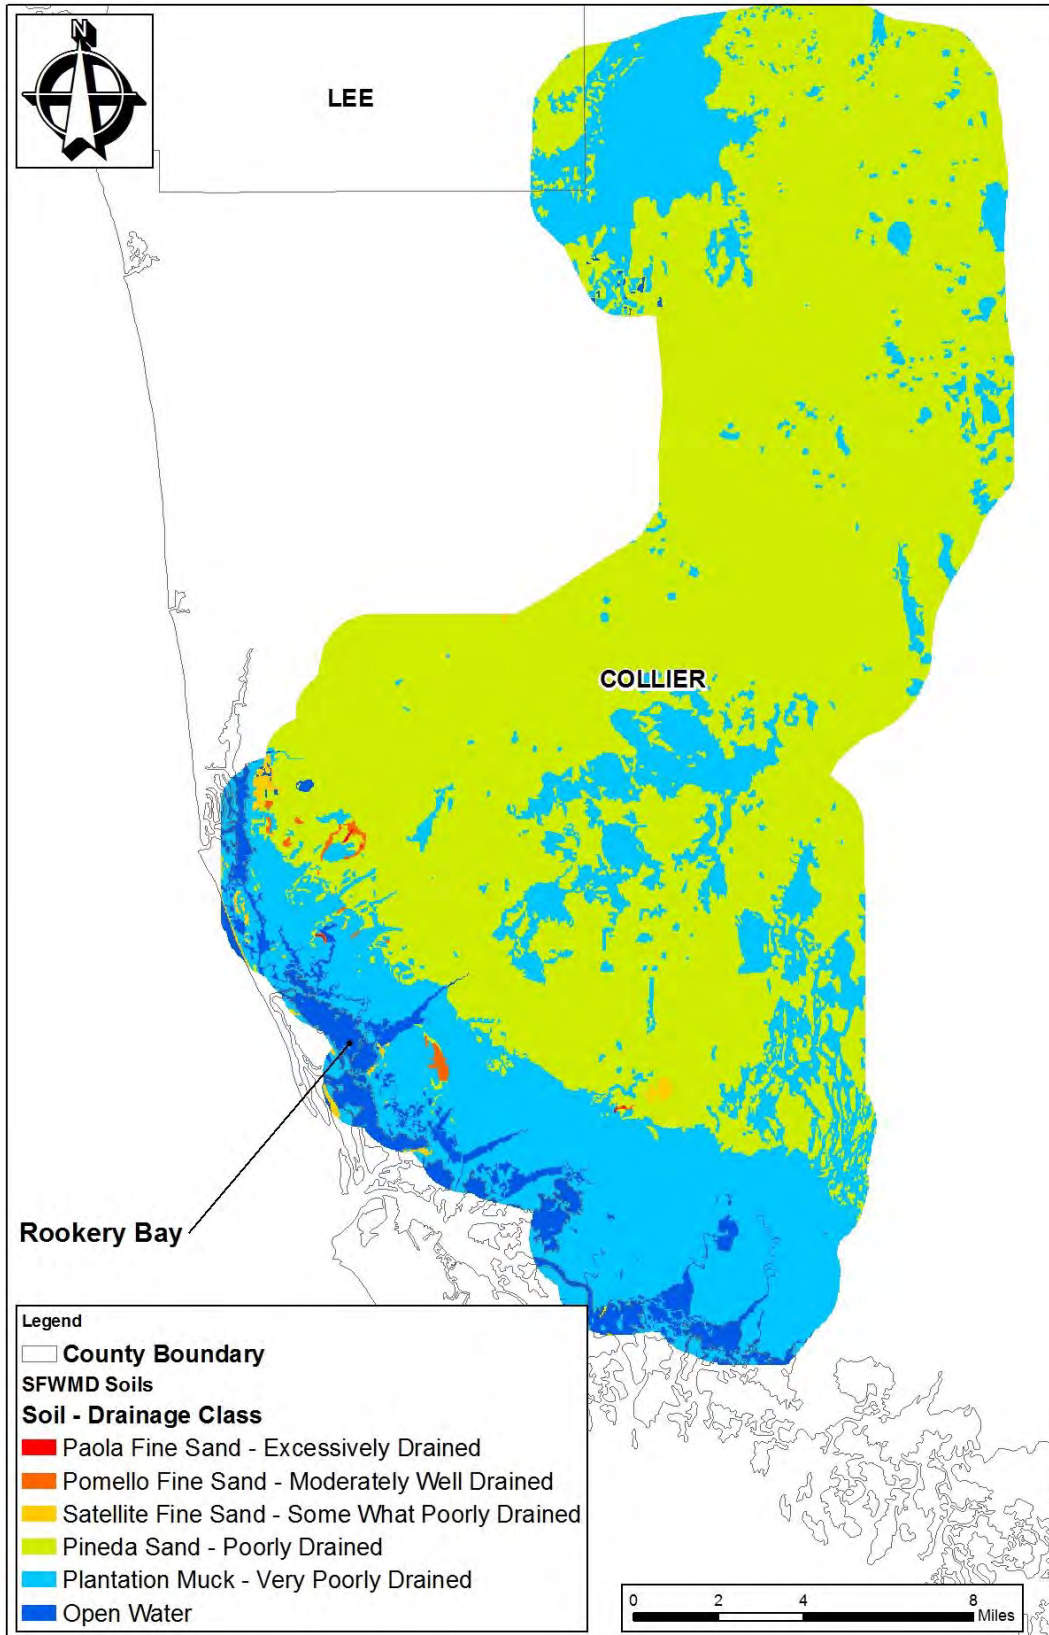 N
LEE
COLLIER
Rookery Bay
Legend
County Boundary
SFWMD Soils
Soil - Drainage Class
Paola Fine Sand - Excessively Drained
Pomello Fine Sand - Moderately Well Drained
Satellite Fine Sand - Some What Poorly Drained
Pineda Sand - Poorly Drained
Plantation Muck - Very Poorly Drained
Open Water
0 2 4 8
Miles